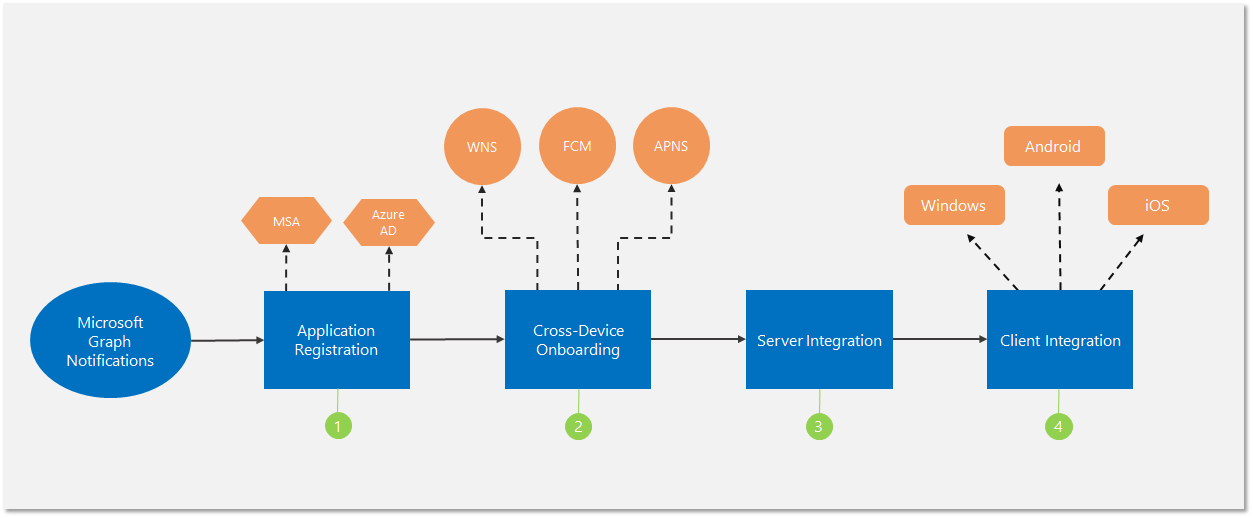 WNS
FCM
APNS
Android
Windows
iOS
MSA
Azure
AD
Microsoft
Graph
Notifications
Application
Registration
Cross-Device
Onboarding
Server Integration
Client Integration
1
2
3
4